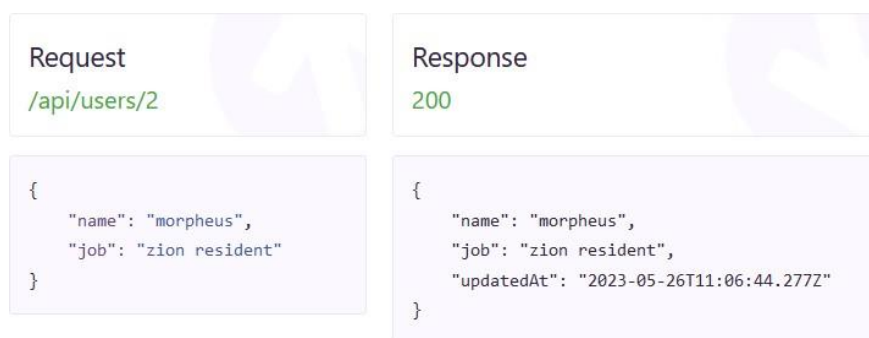 Request
/api/users/2
Response
200
{
    "name": "morpheus",
    "job": "zion resident"
}
{
    "name": "morpheus",
    "job": "zion resident",
    "updatedAt": "2023-05-26T11:06:44.277Z"
}